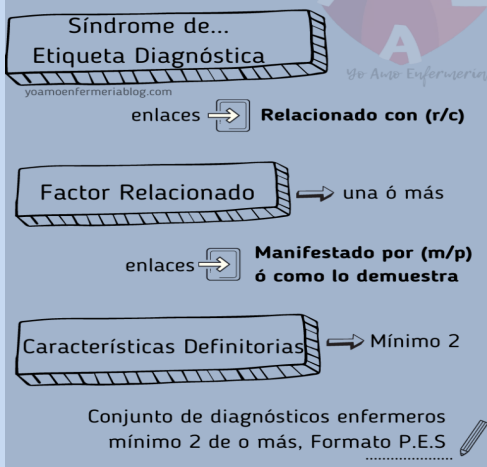 Síndrome de...
Etiqueta Diagnóstica
A
Yo Amo Enfermería
yoamoenfermeriablog.com
enlaces Relacionado con (r/c)
Factor Relacionado una ó más
enlaces Manifestado por (m/p)
ó como lo demuestra
Características Definitorias Mínimo 2
Conjunto de diagnósticos enfermeros
mínimo 2 de o más, Formato P.E.S